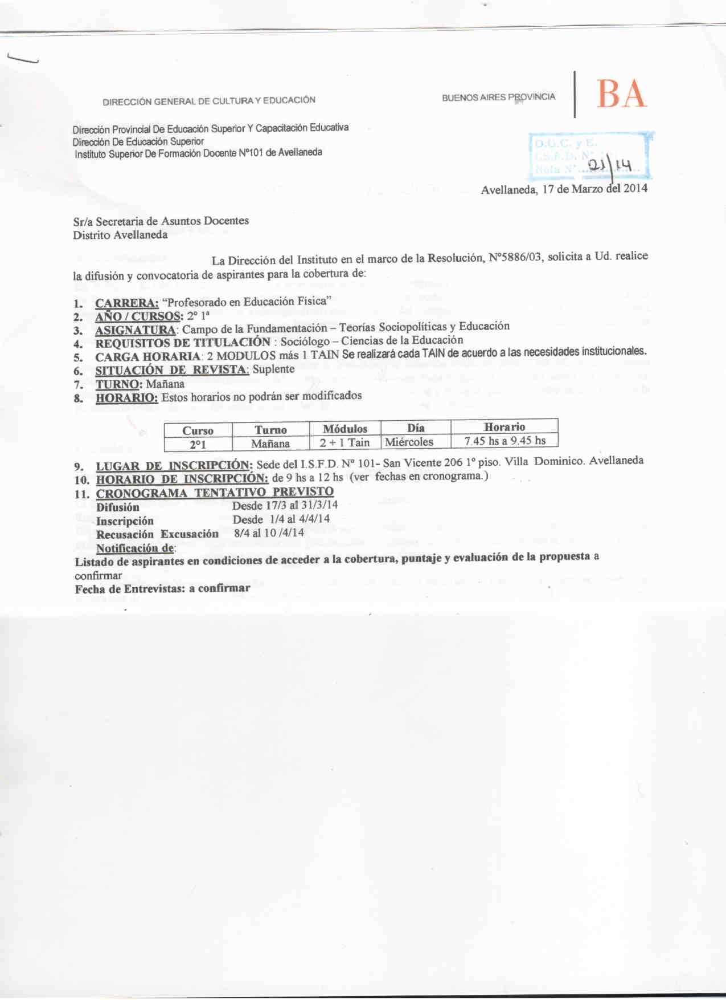 DIRECCIÓN GENERAL DE CULTURA Y EDUCACIÓN
BUENOS AIRES PROVINCIA
BA
Dirección Provincial De Educación Superior Y Capacitación Educativa
Dirección De Educación Superior
Instituto Superior De Formación Docente Nº101 de Avellaneda
D.G.C. y E.
I.S.F.D. Nº
Nota Nº 21/14
Avellaneda, 17 de Marzo del 2014
Sr/a Secretaria de Asuntos Docentes
Distrito Avellaneda
La Dirección del Instituto en el marco de la Resolución, Nº5886/03, solicita a Ud. realice
la difusión y convocatoria de aspirantes para la cobertura de:
1. CARRERA: “Profesorado en Educación Física”
2. AÑO / CURSOS: 2º 1ª
3. ASIGNATURA: Campo de la Fundamentación – Teorías Sociopolíticas y Educación
4. REQUISITOS DE TITULACIÓN : Sociólogo – Ciencias de la Educación
5. CARGA HORARIA: 2 MODULOS más 1 TAIN Se realizará cada TAIN de acuerdo a las necesidades institucionales.
6. SITUACIÓN DE REVISTA: Suplente
7. TURNO: Mañana
8. HORARIO: Estos horarios no podrán ser modificados
Curso Turno Módulos Día Horario
2º1 Mañana 2 + 1 Tain Miércoles 7.45 hs a 9.45 hs
9. LUGAR DE INSCRIPCIÓN: Sede del I.S.F.D. Nº 101- San Vicente 206 1º piso. Villa Dominico. Avellaneda
10. HORARIO DE INSCRIPCIÓN: de 9 hs a 12 hs (ver fechas en cronograma.)
11. CRONOGRAMA TENTATIVO PREVISTO
Difusión Desde 17/3 al 31/3/14
Inscripción Desde 1/4 al 4/4/14
Recusación Excusación 8/4 al 10 /4/14
Notificación de:
Listado de aspirantes en condiciones de acceder a la cobertura, puntaje y evaluación de la propuesta a
confirmar
Fecha de Entrevistas: a confirmar